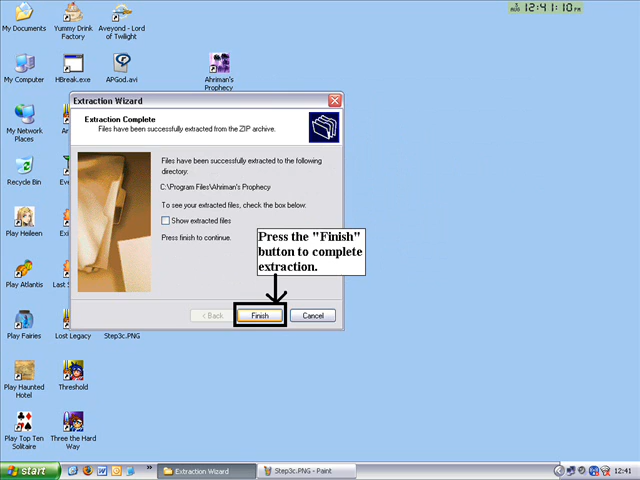 My Documents
Yummy Drink
Factory
Aveyond - Lord
of Twilight
12:41:10 PM
My Computer
HBreak.exe
APGod.avi
Ahriman's
Prophecy
My Network
Places
Recycle Bin
Play Heileen
Play Atlantis
Play Fairies
Lost Legacy
Step3c.PNG
Play Haunted
Hotel
Threshold
Play Top Ten
Solitaire
Three the Hard
Way
Extraction Wizard
Extraction Complete
Files have been successfully extracted from the ZIP archive.
Files have been successfully extracted to the following
directory.
C:\Program Files\Ahriman's Prophecy
To see your extracted files, check the box below.
Show extracted files
Press finish to continue.
Press the "Finish"
button to complete
extraction.
< Back
Finish
Cancel
start
»
Extraction Wizard
Step3c.PNG - Paint
12:41